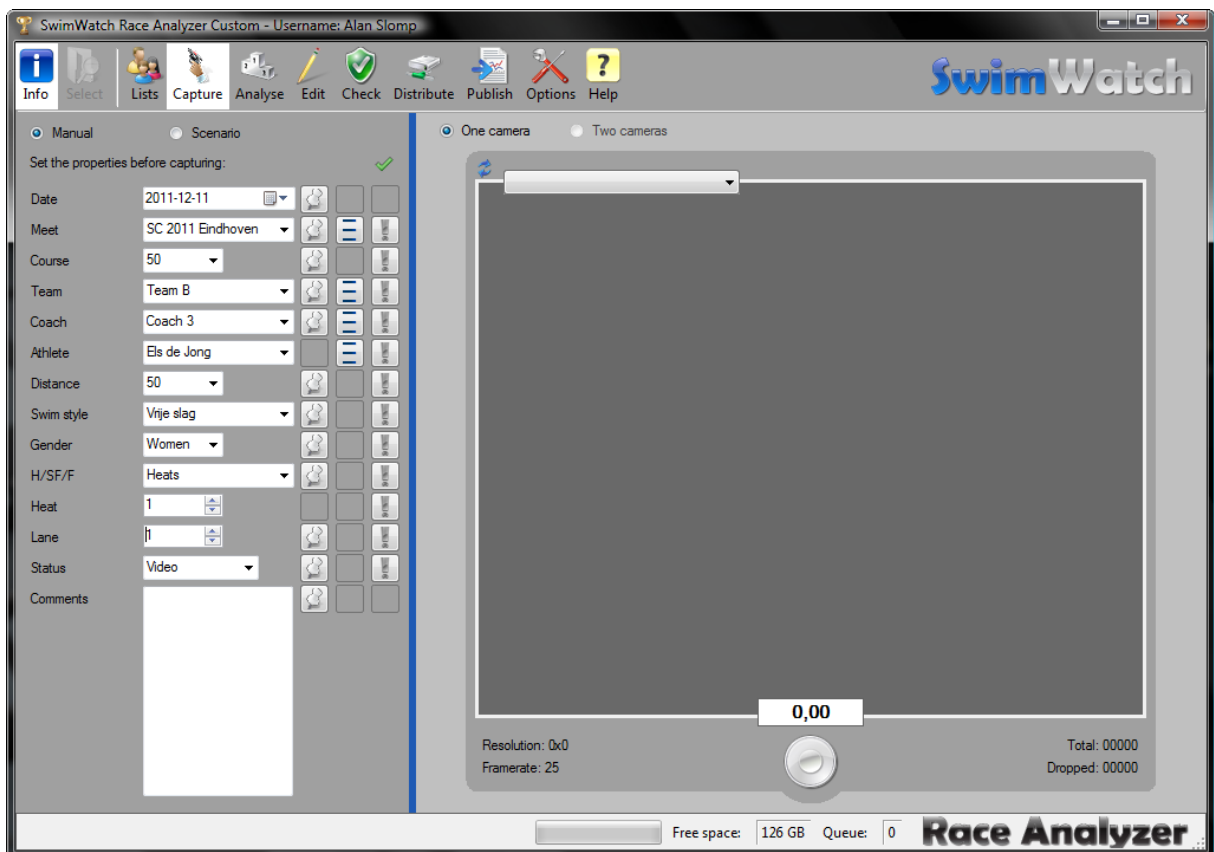 SwimWatch Race Analyzer Custom - Username: Alan Slomp
Info Select Lists Capture Analyse Edit Check Distribute Publish Options Help
SwimWatch
Manual Scenario
One camera Two cameras
Set the properties before capturing:
Date 2011-12-11
Meet SC 2011 Eindhoven
Course 50
Team Team B
Coach Coach 3
Athlete Els de Jong
Distance 50
Swim style Vrije slag
Gender Women
H/SF/F Heats
Heat 1
Lane 1
Status Video
Comments
0,00
Resolution: 0x0
Framerate: 25
Total: 00000
Dropped: 00000
Free space: 126 GB Queue: 0
Race Analyzer